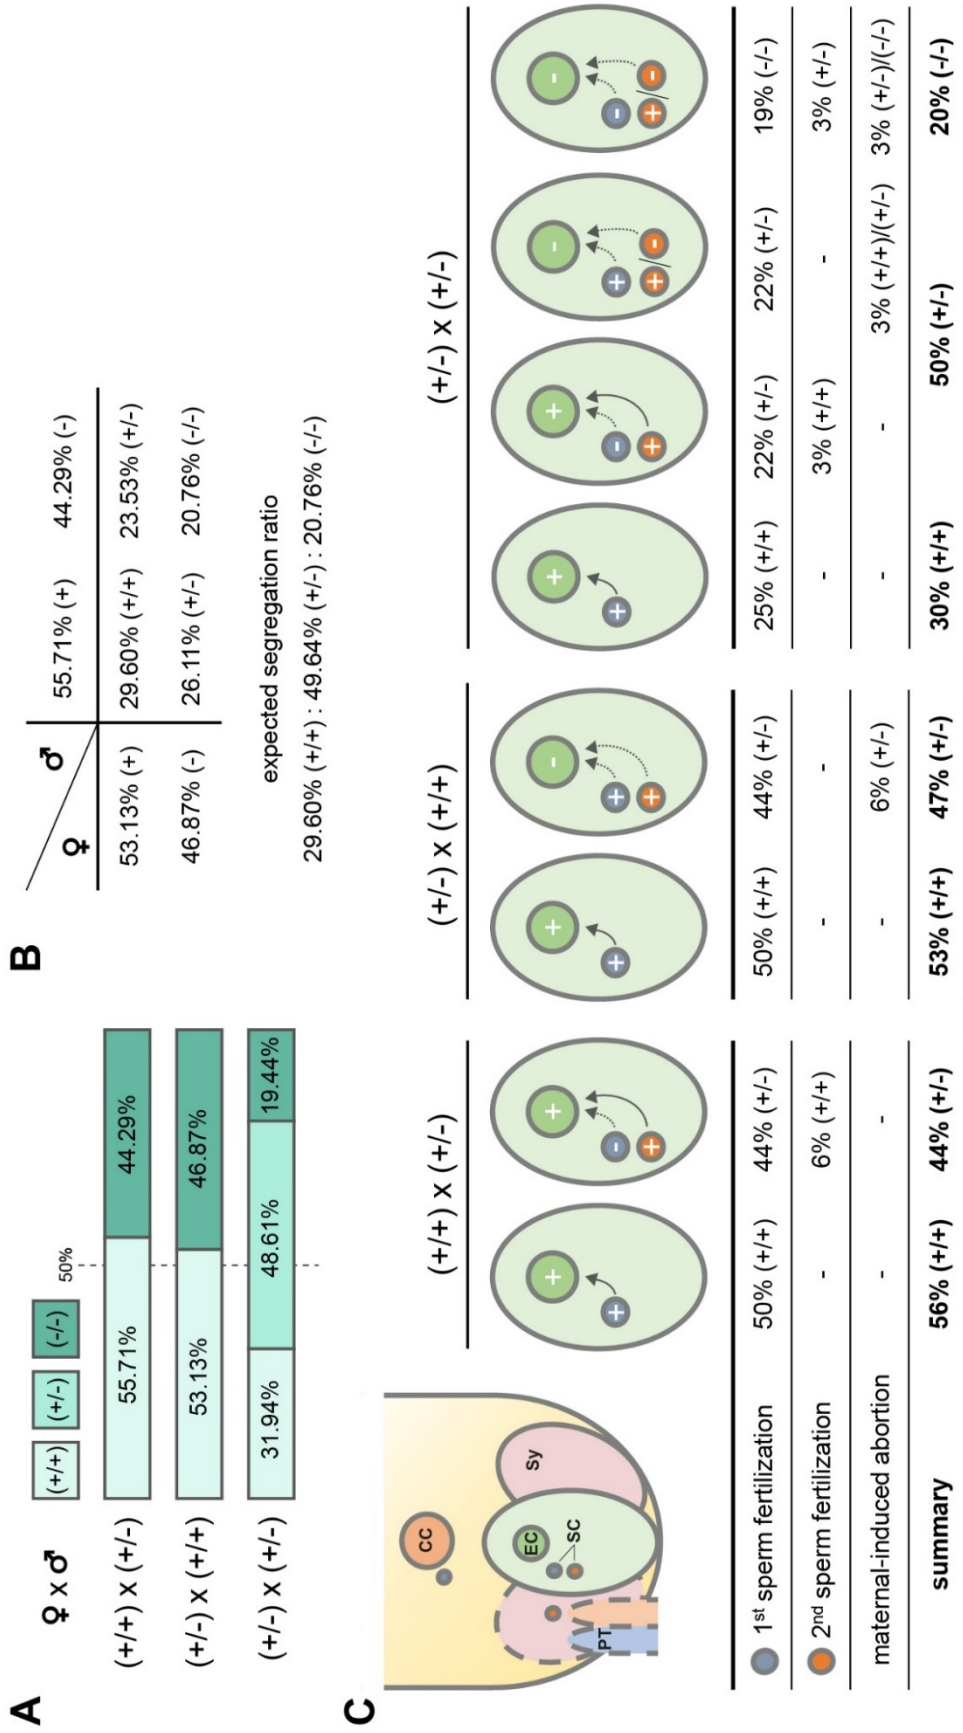 A
♀ x ♂
(+/+) (+/-) (-/-)
50%
(+/+) x (+/-) 55.71% 44.29%
(+/-) x (+/+) 53.13% 46.87%
(+/-) x (+/-) 31.94% 48.61% 19.44%
B
♀ ♂ 55.71% (+) 44.29% (-)
53.13% (+) 29.60% (+/+) 23.53% (+/-)
46.87% (-) 26.11% (+/-) 20.76% (-/-)
expected segregation ratio
29.60% (+/+) : 49.64% (+/-) : 20.76% (-/-)
C
CC
EC
SC
Sy
PT
(+/+) x (+/-) (+/-) x (+/+) (+/-) x (+/-)
+ + + - + + - -
+ - + + + - + -
+ + + +/- +/-
1st sperm fertilization 50% (+/+) 44% (+/-) 50% (+/+) 44% (+/-) 25% (+/+) 22% (+/-) 22% (+/-) 19% (-/-)
2nd sperm fertilization - 6% (+/+) - - - 3% (+/+) - 3% (+/-)
maternal-induced abortion - - - 6% (+/-) - - 3% (+/+)/(+/-) 3% (+/-)/(-/-)
summary 56% (+/+) 44% (+/-) 53% (+/+) 47% (+/-) 30% (+/+) 50% (+/-) 20% (-/-)